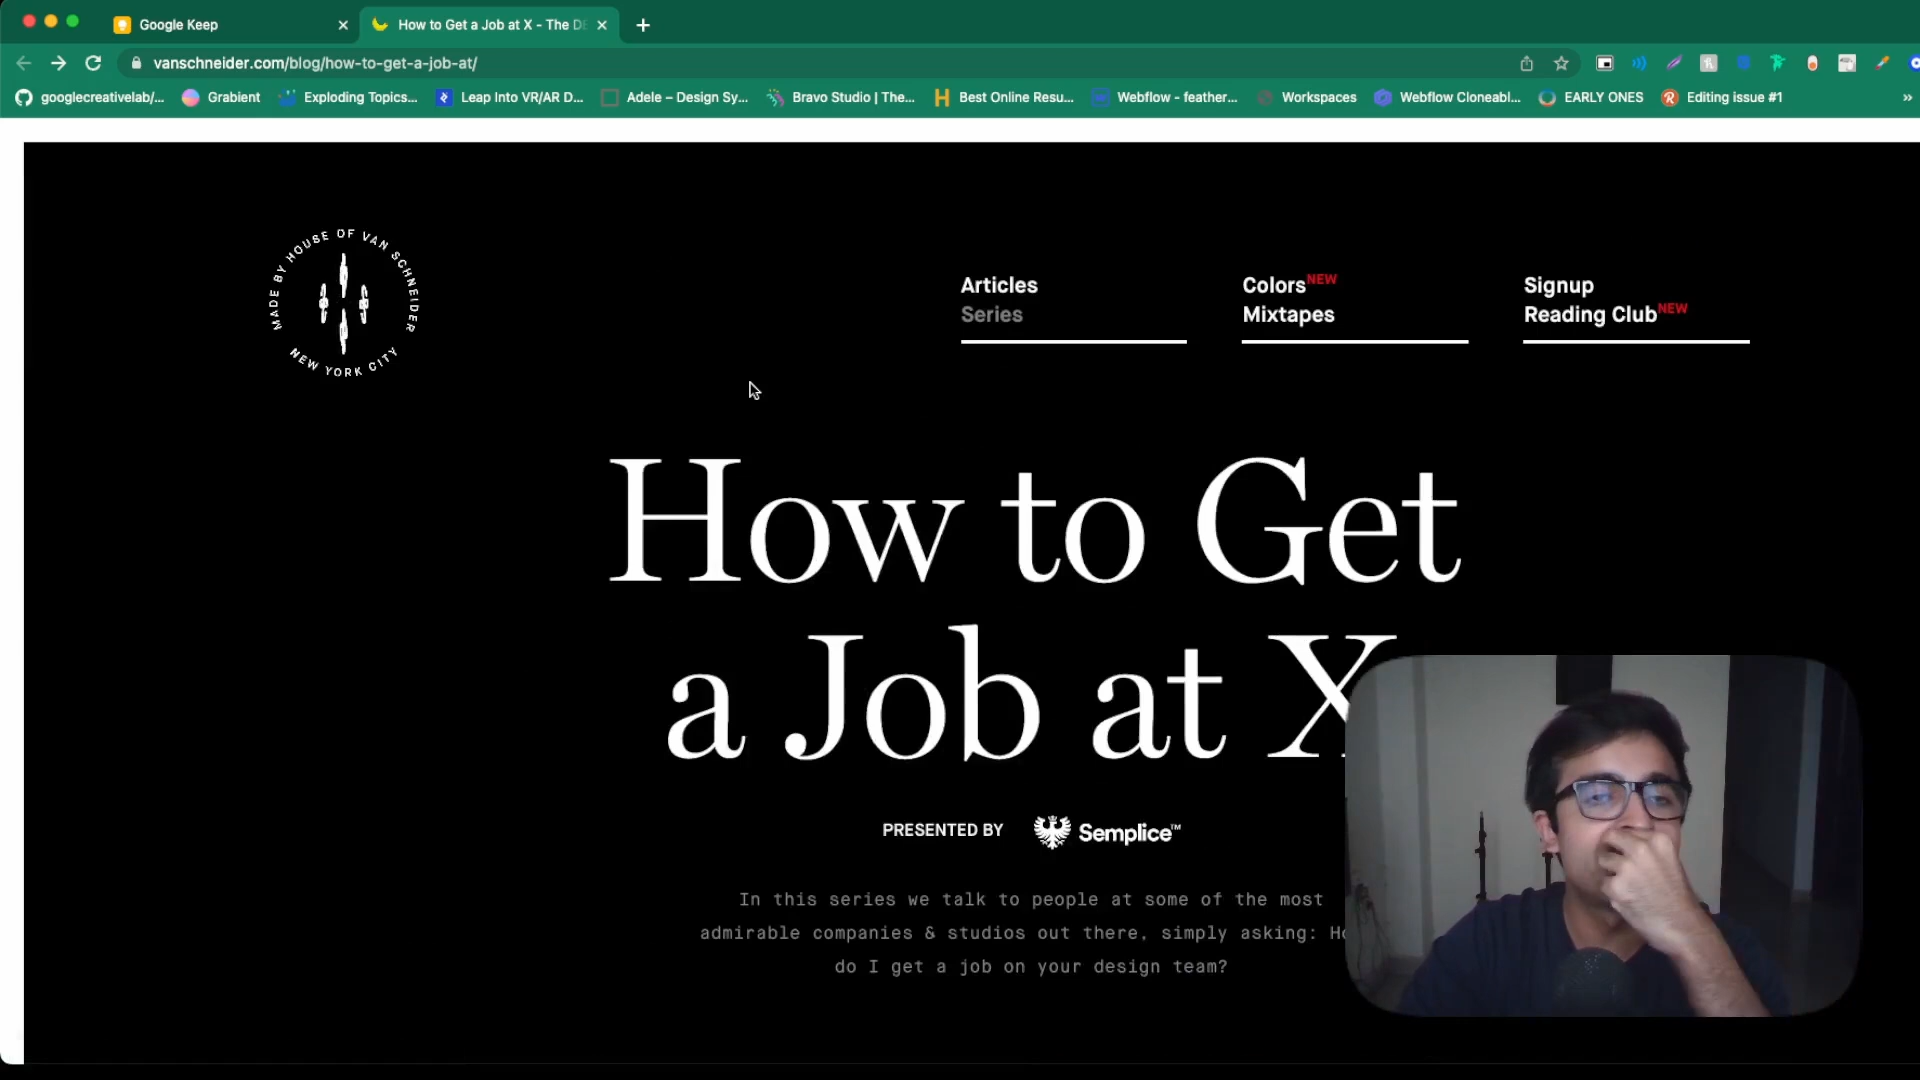 Google Keep
How to Get a Job at X - The DE
vanschneider.com/blog/how-to-get-a-job-at/
googlecreativelab/... Grabient Exploding Topics... Leap Into VR/AR D... Adele – Design Sy... Bravo Studio | The... Best Online Resu... Webflow - feather... Workspaces Webflow Cloneabl... EARLY ONES Editing issue #1 »
MADE BY HOUSE OF VAN SCHNEIDER
NEW YORK CITY
Articles
Series
Colors NEW
Mixtapes
Signup
Reading Club NEW
How to Get
a Job at X
PRESENTED BY Semplice™
In this series we talk to people at some of the most
admirable companies & studios out there, simply asking:
do I get a job on your design team?